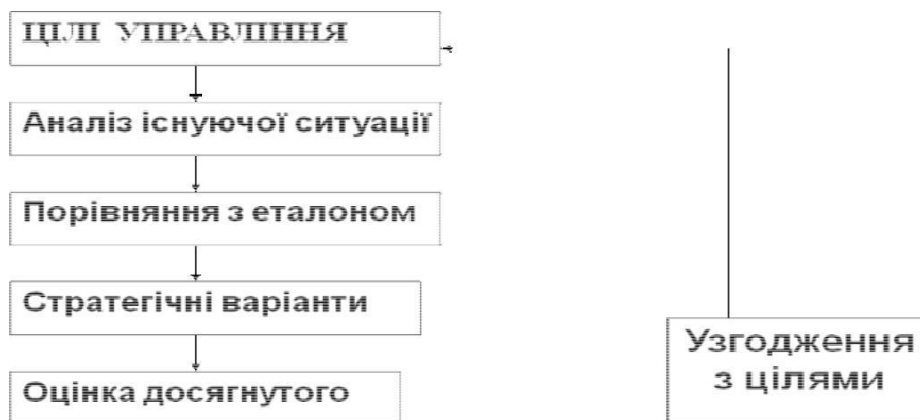 ЦІЛІ УПРАВЛІННЯ
Аналіз існуючої ситуації
Порівняння з еталоном
Стратегічні варіанти
Оцінка досягнутого
Узгодження
з цілями